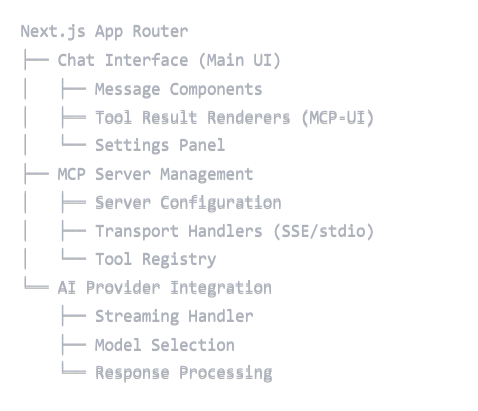 Next.js App Router
├── Chat Interface (Main UI)
│   ├── Message Components
│   ├── Tool Result Renderers (MCP-UI)
│   └── Settings Panel
├── MCP Server Management
│   ├── Server Configuration
│   ├── Transport Handlers (SSE/stdio)
│   └── Tool Registry
└── AI Provider Integration
    ├── Streaming Handler
    ├── Model Selection
    └── Response Processing